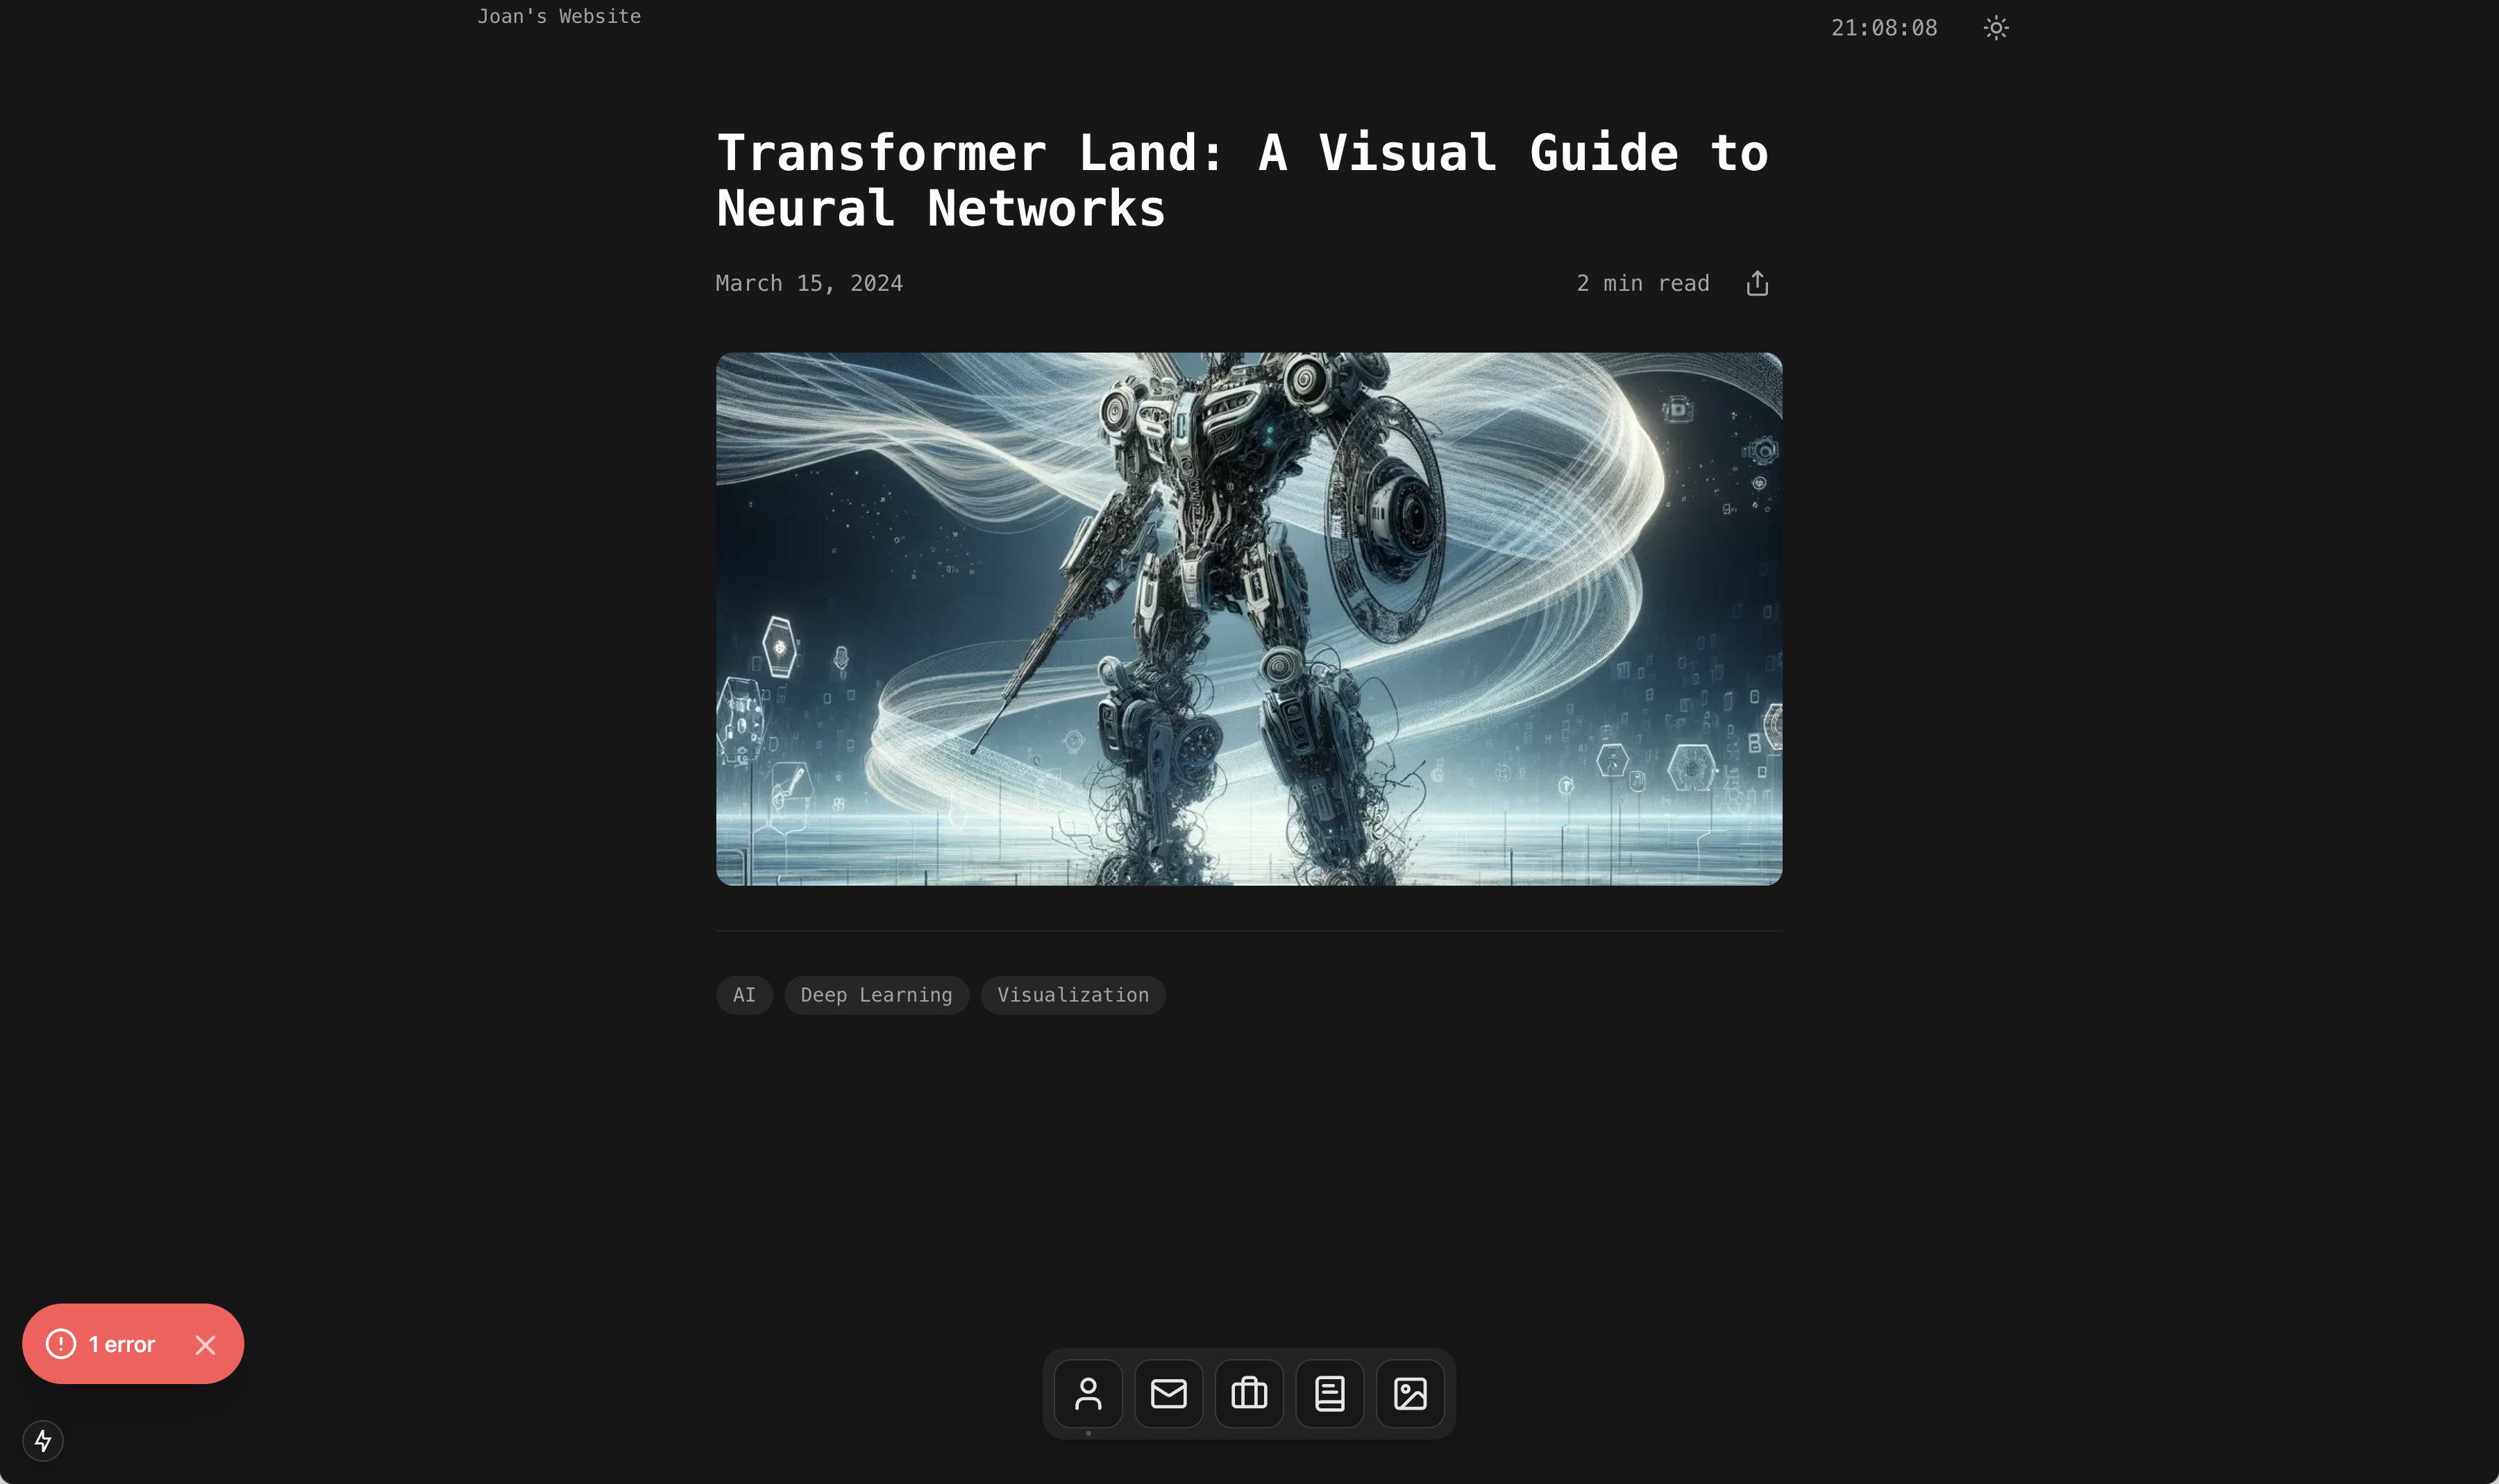 Joan's Website
21:08:08
Transformer Land: A Visual Guide to
Neural Networks
March 15, 2024
2 min read
AI
Deep Learning
Visualization
1 error